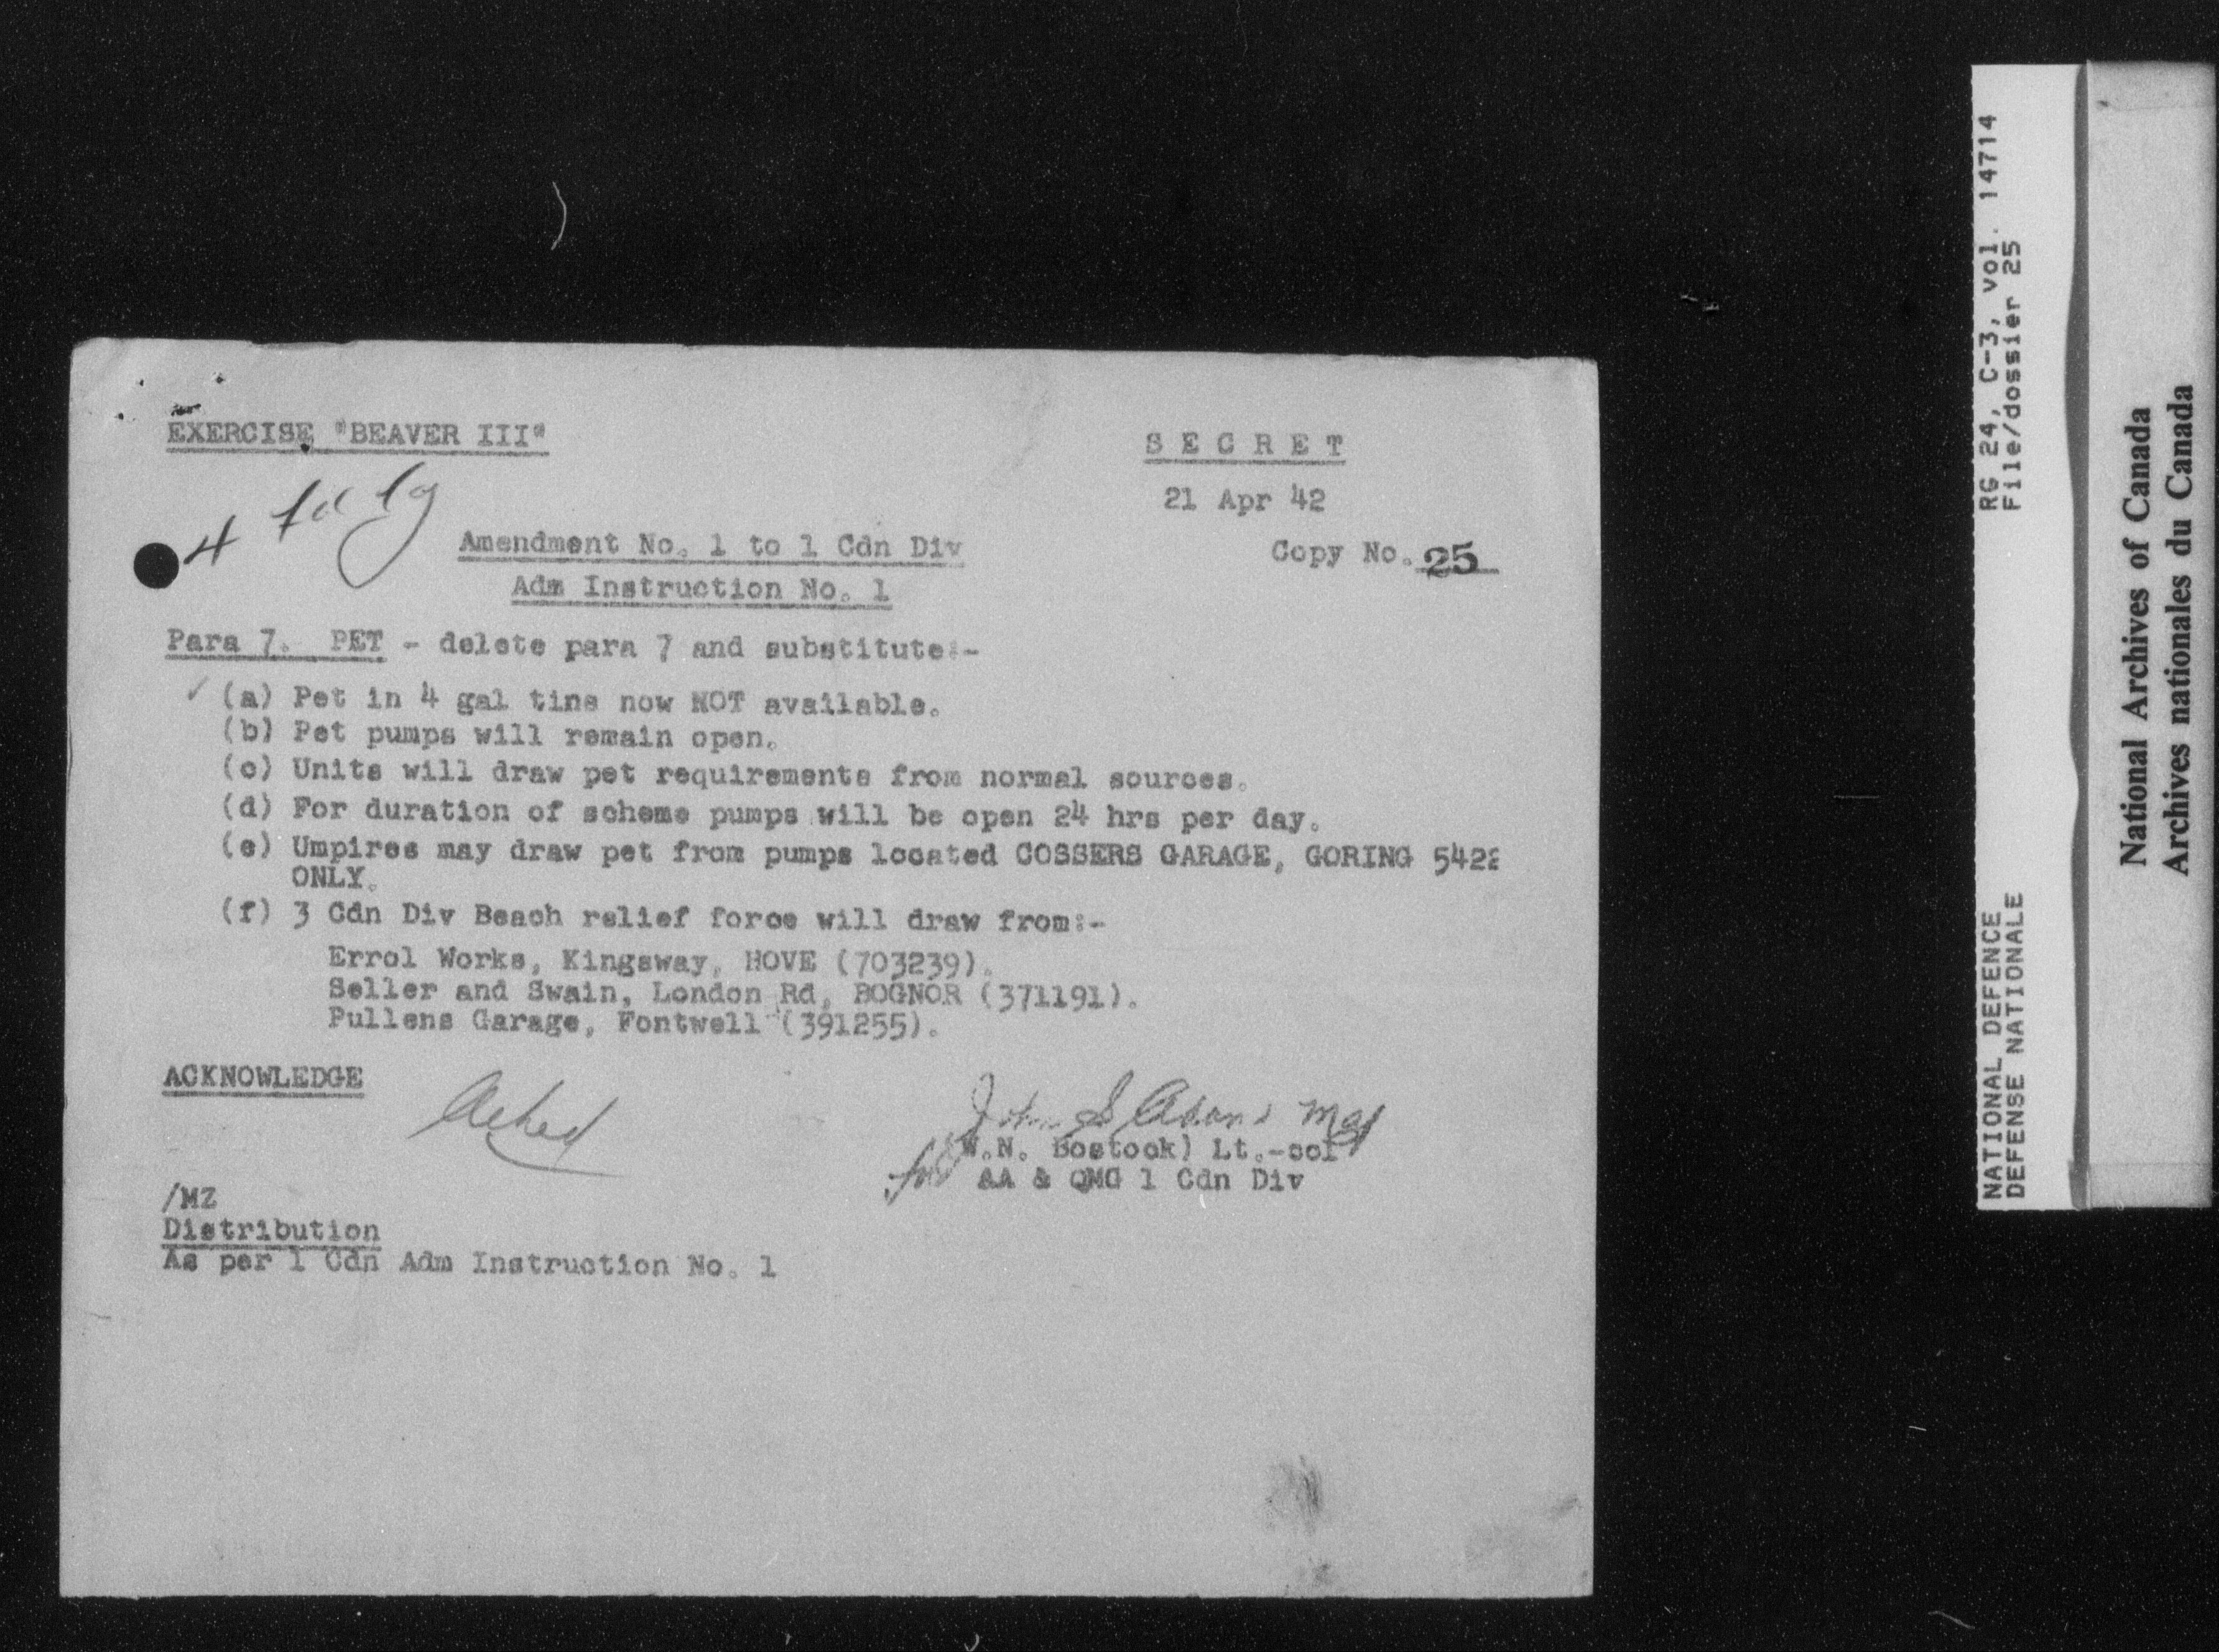 EXERCISE "BEAVER III"
S E C R E T
21 Apr 42
4 fd
Amendment No. 1 to 1 Cdn Div
Copy No. 25
Adm Instruction No. 1
Para 7. PET - delete para 7 and substitute:-
✓ (a) Pet in 4 gal tins now NOT available.
(b) Pet pumps will remain open.
(c) Units will draw pet requirements from normal sources.
(d) For duration of scheme pumps will be open 24 hrs per day.
(e) Umpires may draw pet from pumps located COSSERS GARAGE, GORING
ONLY.
(f) 3 Cdn Div Beach relief force will draw from:-
Errol Works, Kingsway, HOVE (703239).
Seller and Swain, London Rd, BOGNOR (371191).
Pullens Garage, Fontwell (391255).
ACKNOWLEDGE
Acked
John Maj
W.N. Bostock) Lt.-col
for AA & QMG 1 Cdn Div
/MZ
Distribution
As per 1 Cdn Adm Instruction No. 1
NATIONAL DEFENCE RG 24, C-3, vol. 14714
DEFENSE NATIONALE File/dossier 25
National Archives of Canada
Archives nationales du Canada